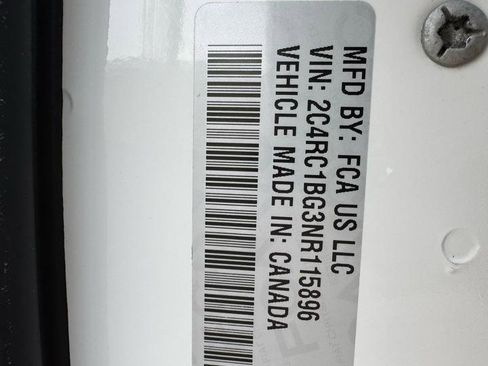 MFD BY: FCA US LLC
VIN: 2C4RC1BG3NR115896
VEHICLE MADE IN: CANADA